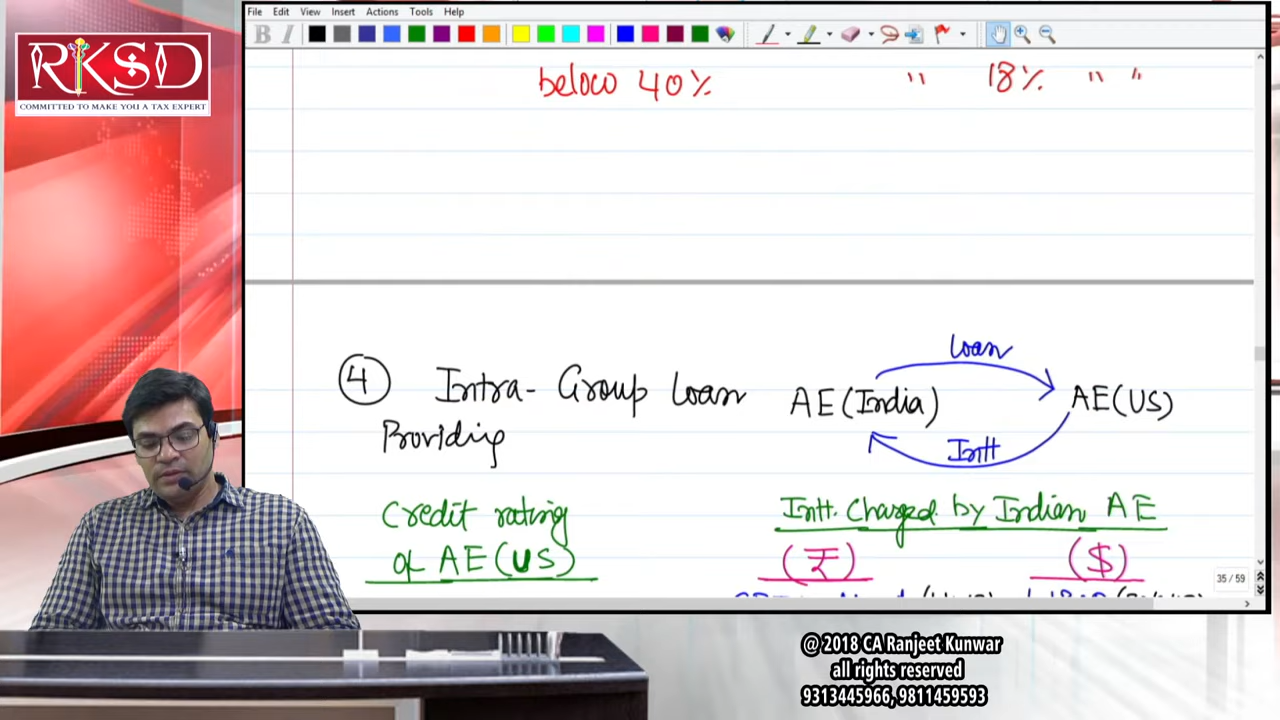 File Edit View Insert Actions Tools Help
B I
RKSD
COMMITTED TO MAKE YOU A TAX EXPERT
below 40% " 18% " "
④ Intra-Group Loan
Providing
AE(India) Loan AE(US)
Intt
Credit rating
of AE(US)
Intt. Charged by Indian AE
(₹) ($)
35 / 59
@ 2018 CA Ranjeet Kunwar
all rights reserved
9313445966, 9811459593